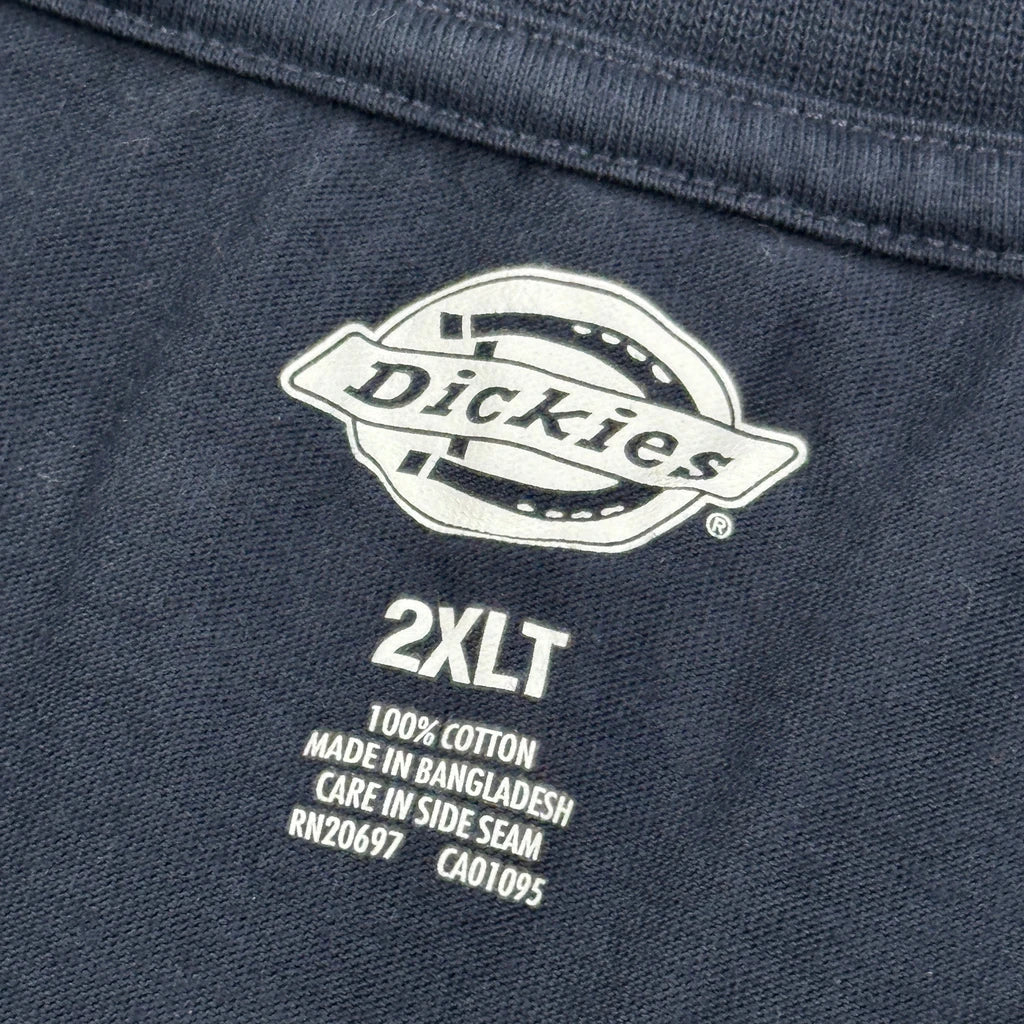 Dickies
®
2XLT
100% COTTON
MADE IN BANGLADESH
CARE IN SIDE SEAM
RN20697 CA01095